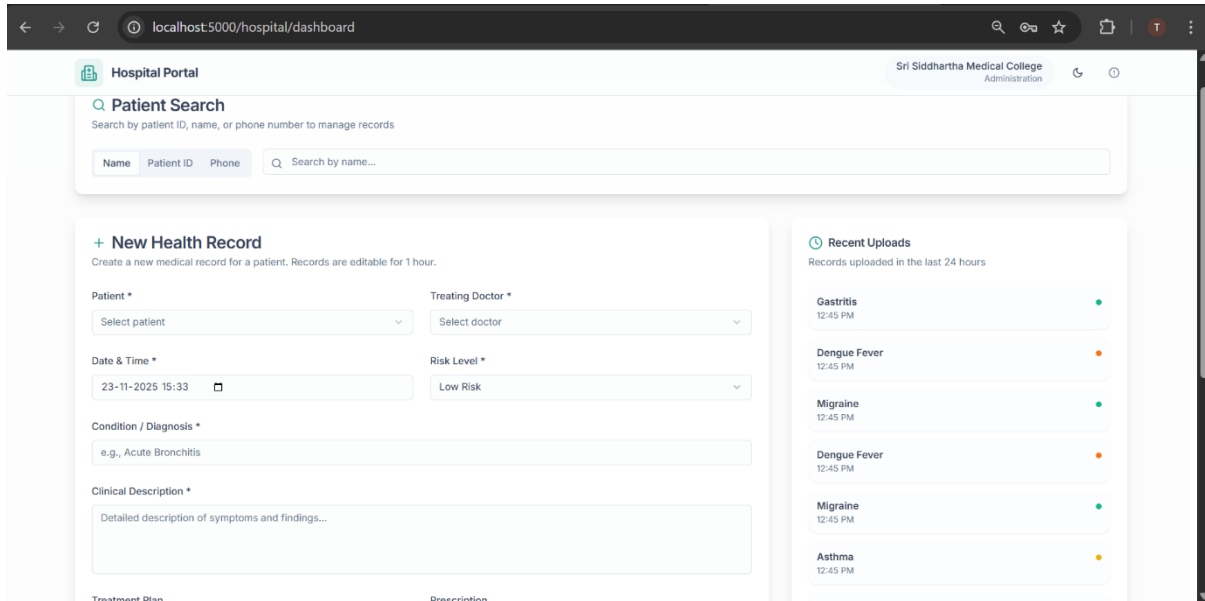 localhost:5000/hospital/dashboard
T
Hospital Portal
Sri Siddhartha Medical College
Administration
Patient Search
Search by patient ID, name, or phone number to manage records
Name Patient ID Phone Search by name...
New Health Record
Create a new medical record for a patient. Records are editable for 1 hour.
Patient * Treating Doctor *
Select patient Select doctor
Date & Time * Risk Level *
23-11-2025 15:33 Low Risk
Condition / Diagnosis *
e.g., Acute Bronchitis
Clinical Description *
Detailed description of symptoms and findings...
Treatment Plan Prescription
Recent Uploads
Records uploaded in the last 24 hours
Gastritis
12:45 PM
Dengue Fever
12:45 PM
Migraine
12:45 PM
Dengue Fever
12:45 PM
Migraine
12:45 PM
Asthma
12:45 PM